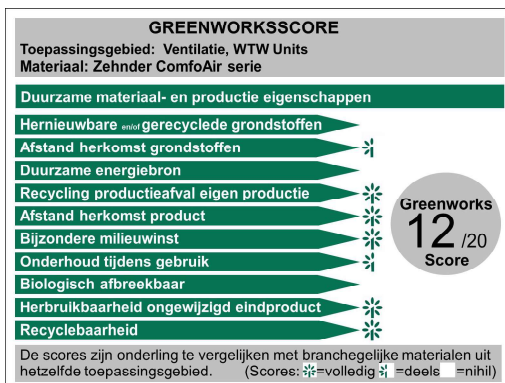 GREENWORKSSCORE
Toepassingsgebied: Ventilatie, WTW Units
Materiaal: Zehnder ComfoAir serie
Duurzame materiaal- en productie eigenschappen
Hernieuwbare en/of gerecyclede grondstoffen
Afstand herkomst grondstoffen
Duurzame energiebron
Recycling productieafval eigen productie
Afstand herkomst product
Bijzondere milieuwinst
Onderhoud tijdens gebruik
Biologisch afbreekbaar
Herbruikbaarheid ongewijzigd eindproduct
Recyclebaarheid
Greenworks
12 /20
Score
De scores zijn onderling te vergelijken met branchegelijke materialen uit
hetzelfde toepassingsgebied. (Scores: =volledig =deels =nihil)